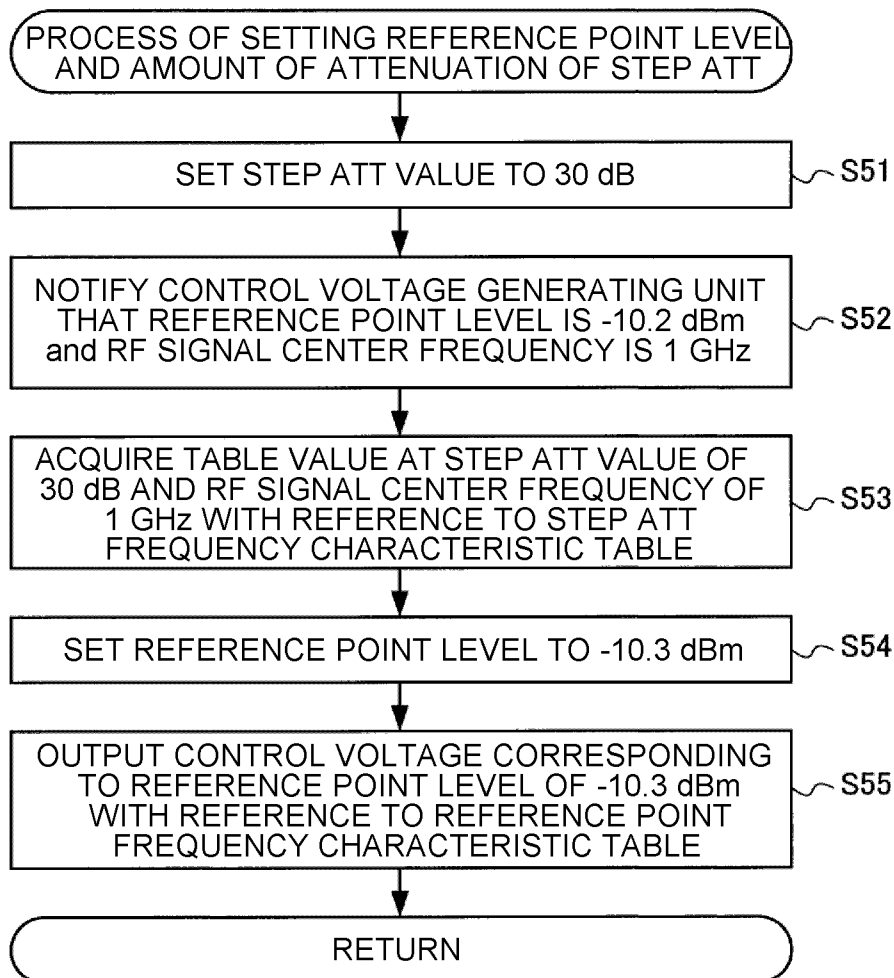 PROCESS OF SETTING REFERENCE POINT LEVEL
AND AMOUNT OF ATTENUATION OF STEP ATT
SET STEP ATT VALUE TO 30 dB
S51
NOTIFY CONTROL VOLTAGE GENERATING UNIT
THAT REFERENCE POINT LEVEL IS -10.2 dBm
and RF SIGNAL CENTER FREQUENCY IS 1 GHz
S52
ACQUIRE TABLE VALUE AT STEP ATT VALUE OF
30 dB AND RF SIGNAL CENTER FREQUENCY OF
1 GHz WITH REFERENCE TO STEP ATT
FREQUENCY CHARACTERISTIC TABLE
S53
SET REFERENCE POINT LEVEL TO -10.3 dBm
S54
OUTPUT CONTROL VOLTAGE CORRESPONDING
TO REFERENCE POINT LEVEL OF -10.3 dBm
WITH REFERENCE TO REFERENCE POINT
FREQUENCY CHARACTERISTIC TABLE
S55
RETURN